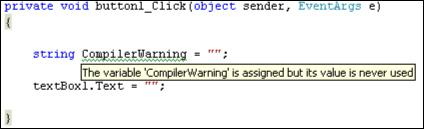 private void button1_Click(object sender, EventArgs e)
{
string CompilerWarning = "";
The variable 'CompilerWarning' is assigned but its value is never used
textBox1.Text = "";
}